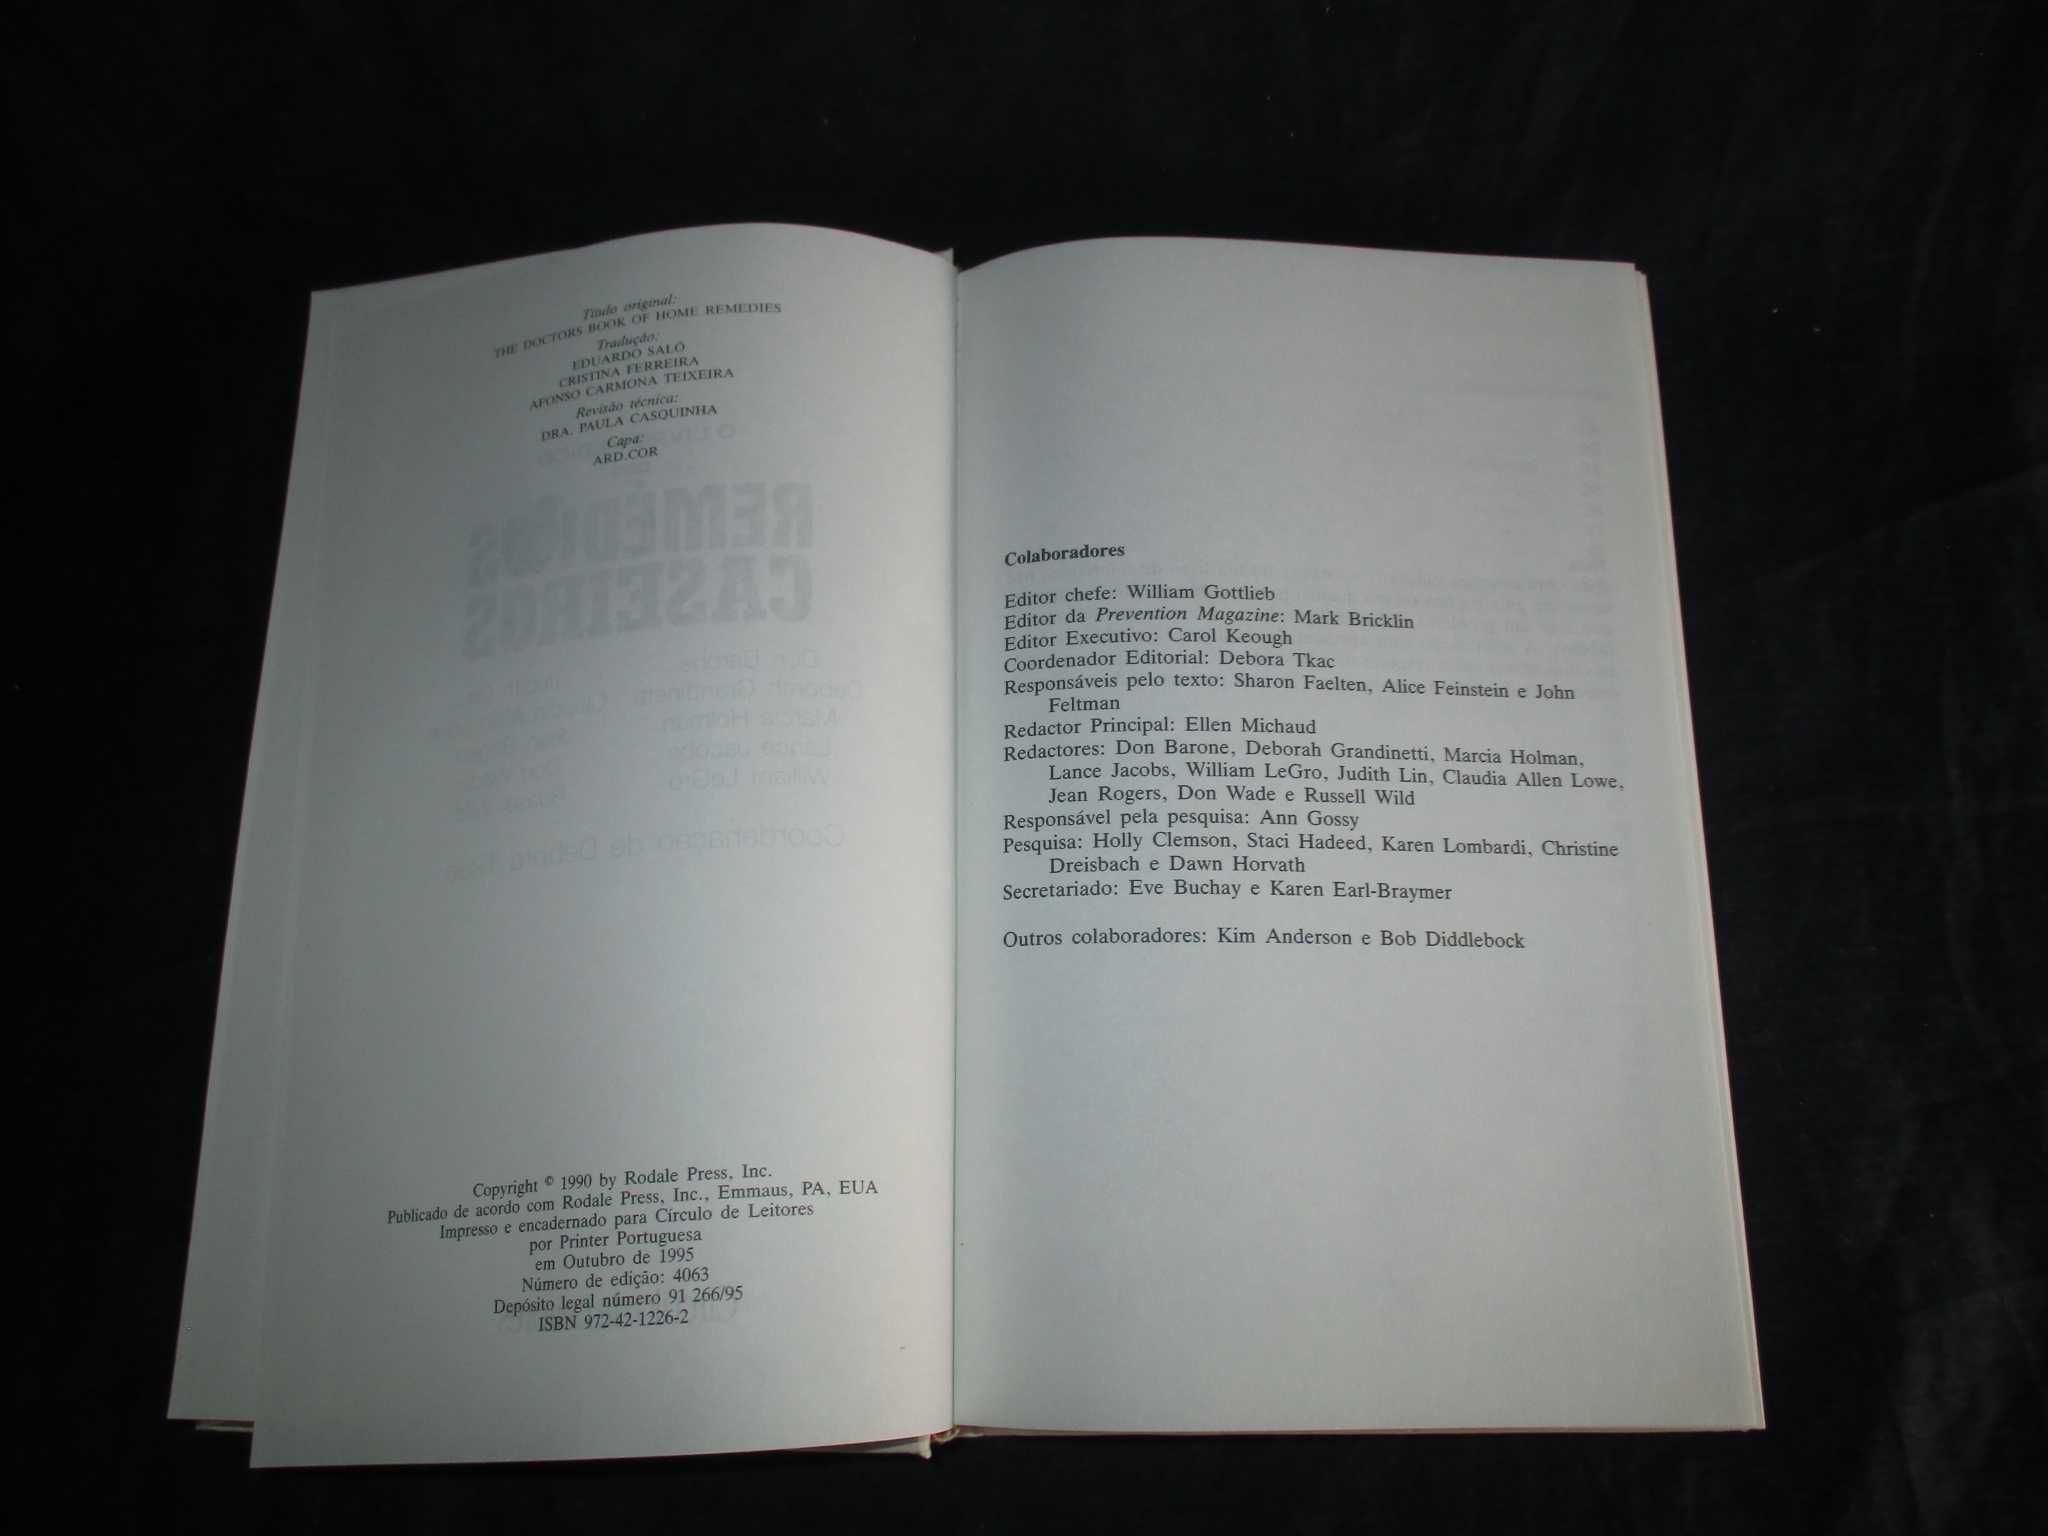 Título original:
THE DOCTORS BOOK OF HOME REMEDIES
Tradução:
EDUARDO SALÓ
CRISTINA FERREIRA
AFONSO CARMONA TEIXEIRA
Revisão técnica:
DRA. PAULA CASQUINHA
Capa:
ARD.COR
REMÉDIOS
CASEIROS
Copyright © 1990 by Rodale Press, Inc.
Publicado de acordo com Rodale Press, Inc., Emmaus, PA, EUA
Impresso e encadernado para Círculo de Leitores
por Printer Portuguesa
em Outubro de 1995
Número de edição: 4063
Depósito legal número 91 266/95
ISBN 972-42-1226-2
Colaboradores
Editor chefe: William Gottlieb
Editor da Prevention Magazine: Mark Bricklin
Editor Executivo: Carol Keough
Coordenador Editorial: Debora Tkac
Responsáveis pelo texto: Sharon Faelten, Alice Feinstein e John
Feltman
Redactor Principal: Ellen Michaud
Redactores: Don Barone, Deborah Grandinetti, Marcia Holman,
Lance Jacobs, William LeGro, Judith Lin, Claudia Allen Lowe,
Jean Rogers, Don Wade e Russell Wild
Responsável pela pesquisa: Ann Gossy
Pesquisa: Holly Clemson, Staci Hadeed, Karen Lombardi, Christine
Dreisbach e Dawn Horvath
Secretariado: Eve Buchay e Karen Earl-Braymer
Outros colaboradores: Kim Anderson e Bob Diddlebock